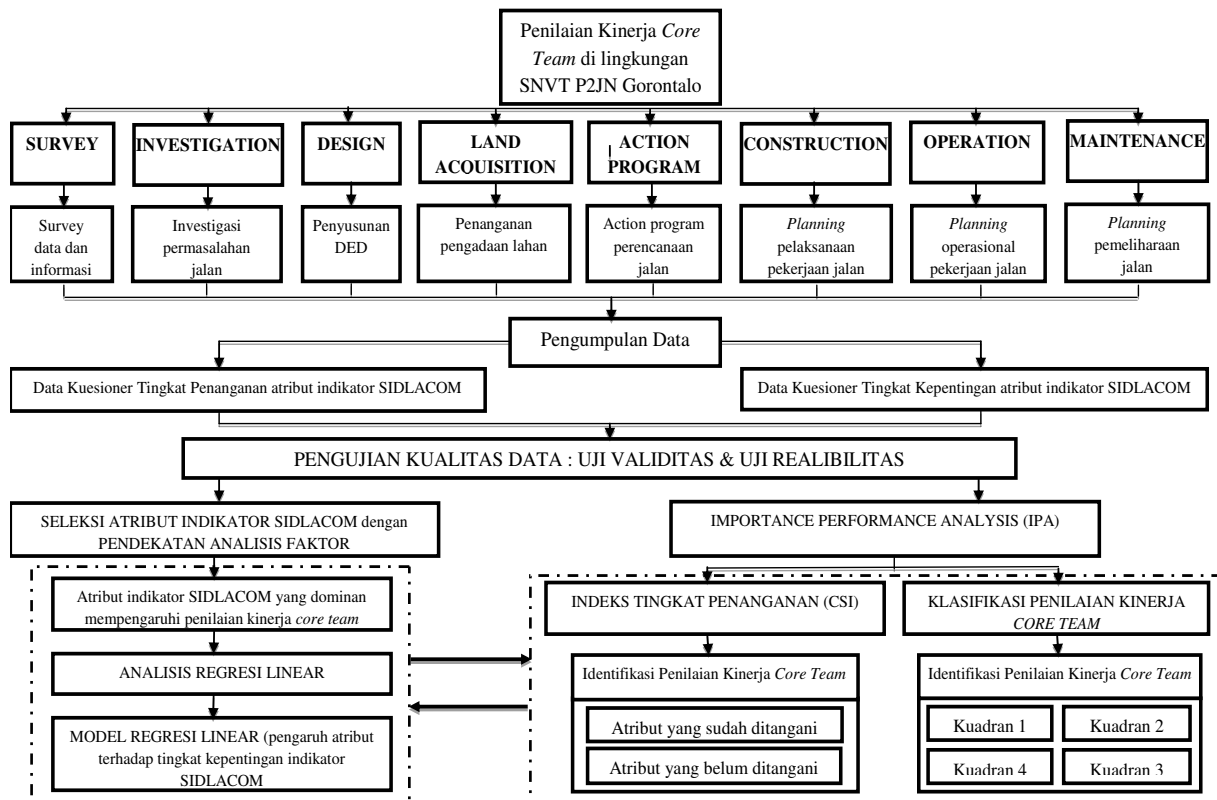 Penilaian Kinerja Core
Team di lingkungan
SNVT P2JN Gorontalo
SURVEY
INVESTIGATION
DESIGN
LAND
ACQUISITION
ACTION
PROGRAM
CONSTRUCTION
OPERATION
MAINTENANCE
Survey
data dan
informasi
Investigasi
permasalahan
jalan
Penyusunan
DED
Penanganan
pengadaan lahan
Action program
perencanaan
jalan
Planning
pelaksanaan
pekerjaan jalan
Planning
operasional
pekerjaan jalan
Planning
pemeliharaan
jalan
Pengumpulan Data
Data Kuesioner Tingkat Penanganan atribut indikator SIDLACOM
Data Kuesioner Tingkat Kepentingan atribut indikator SIDLACOM
PENGUJIAN KUALITAS DATA : UJI VALIDITAS & UJI REALIBILITAS
SELEKSI ATRIBUT INDIKATOR SIDLACOM dengan
PENDEKATAN ANALISIS FAKTOR
IMPORTANCE PERFORMANCE ANALYSIS (IPA)
Atribut indikator SIDLACOM yang dominan
mempengaruhi penilaian kinerja core team
ANALISIS REGRESI LINEAR
MODEL REGRESI LINEAR (pengaruh atribut
terhadap tingkat kepentingan indikator
SIDLACOM
INDEKS TINGKAT PENANGANAN (CSI)
Identifikasi Penilaian Kinerja Core Team
Atribut yang sudah ditangani
Atribut yang belum ditangani
KLASIFIKASI PENILAIAN KINERJA
CORE TEAM
Identifikasi Penilaian Kinerja Core Team
Kuadran 1
Kuadran 2
Kuadran 4
Kuadran 3